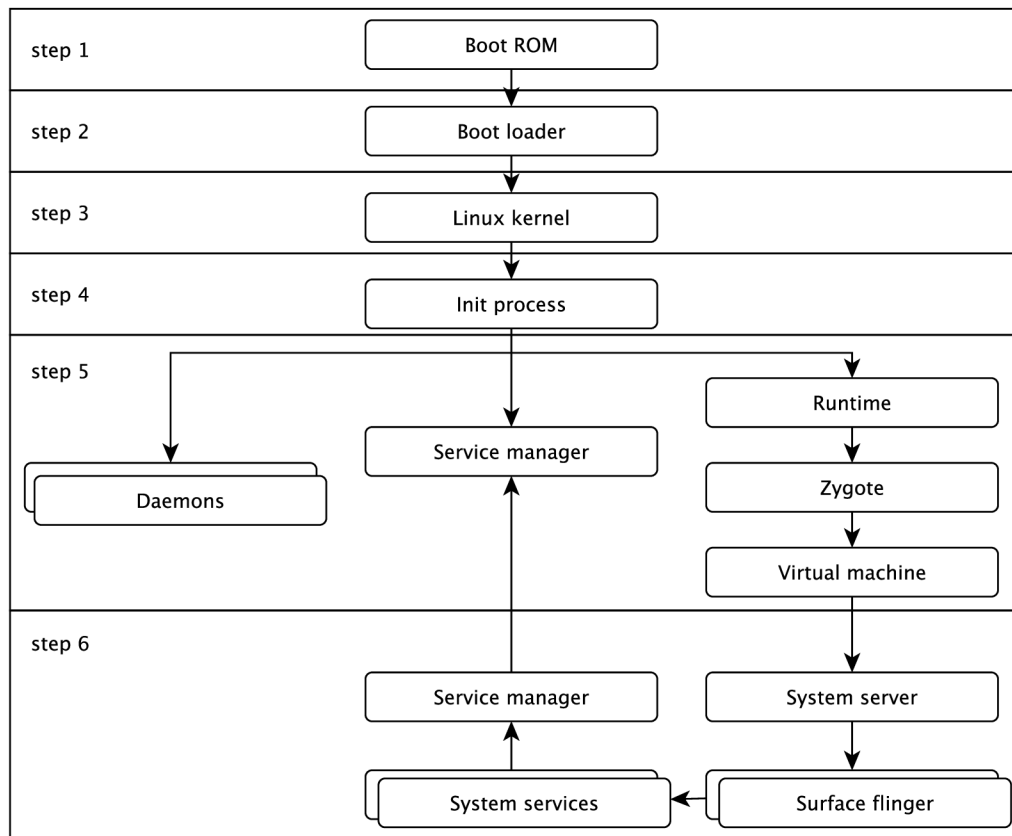 step 1
Boot ROM
step 2
Boot loader
step 3
Linux kernel
step 4
Init process
step 5
Runtime
Service manager
Daemons
Zygote
Virtual machine
step 6
Service manager
System server
System services
Surface flinger